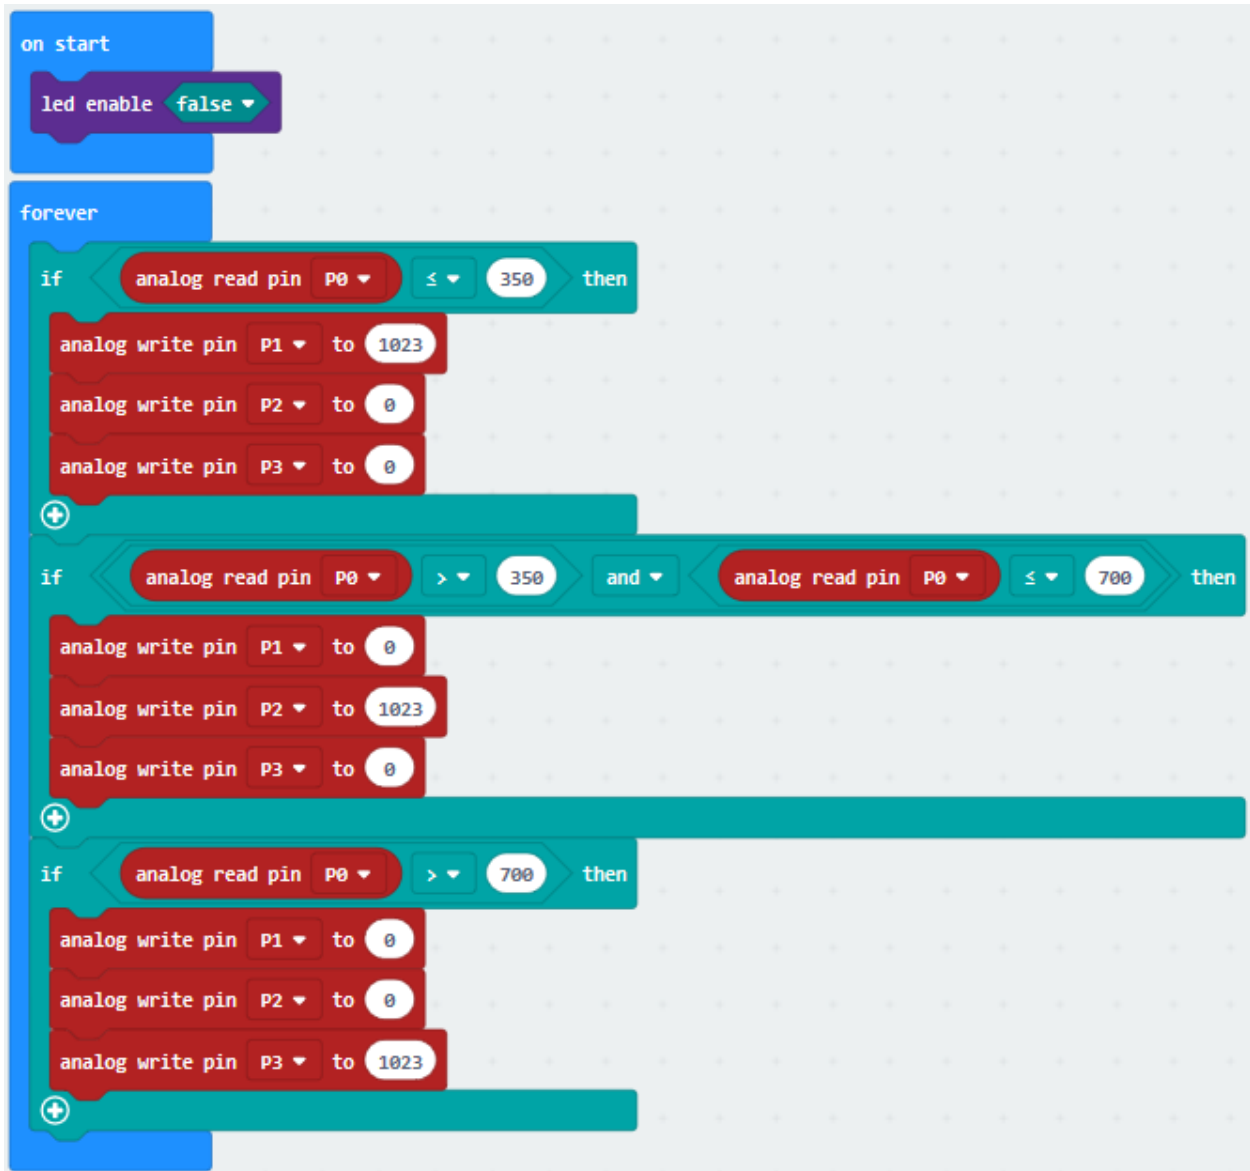 on start
led enable false
forever
if analog read pin P0 ≤ 350 then
analog write pin P1 to 1023
analog write pin P2 to 0
analog write pin P3 to 0
if analog read pin P0 > 350 and analog read pin P0 ≤ 700 then
analog write pin P1 to 0
analog write pin P2 to 1023
analog write pin P3 to 0
if analog read pin P0 > 700 then
analog write pin P1 to 0
analog write pin P2 to 0
analog write pin P3 to 1023